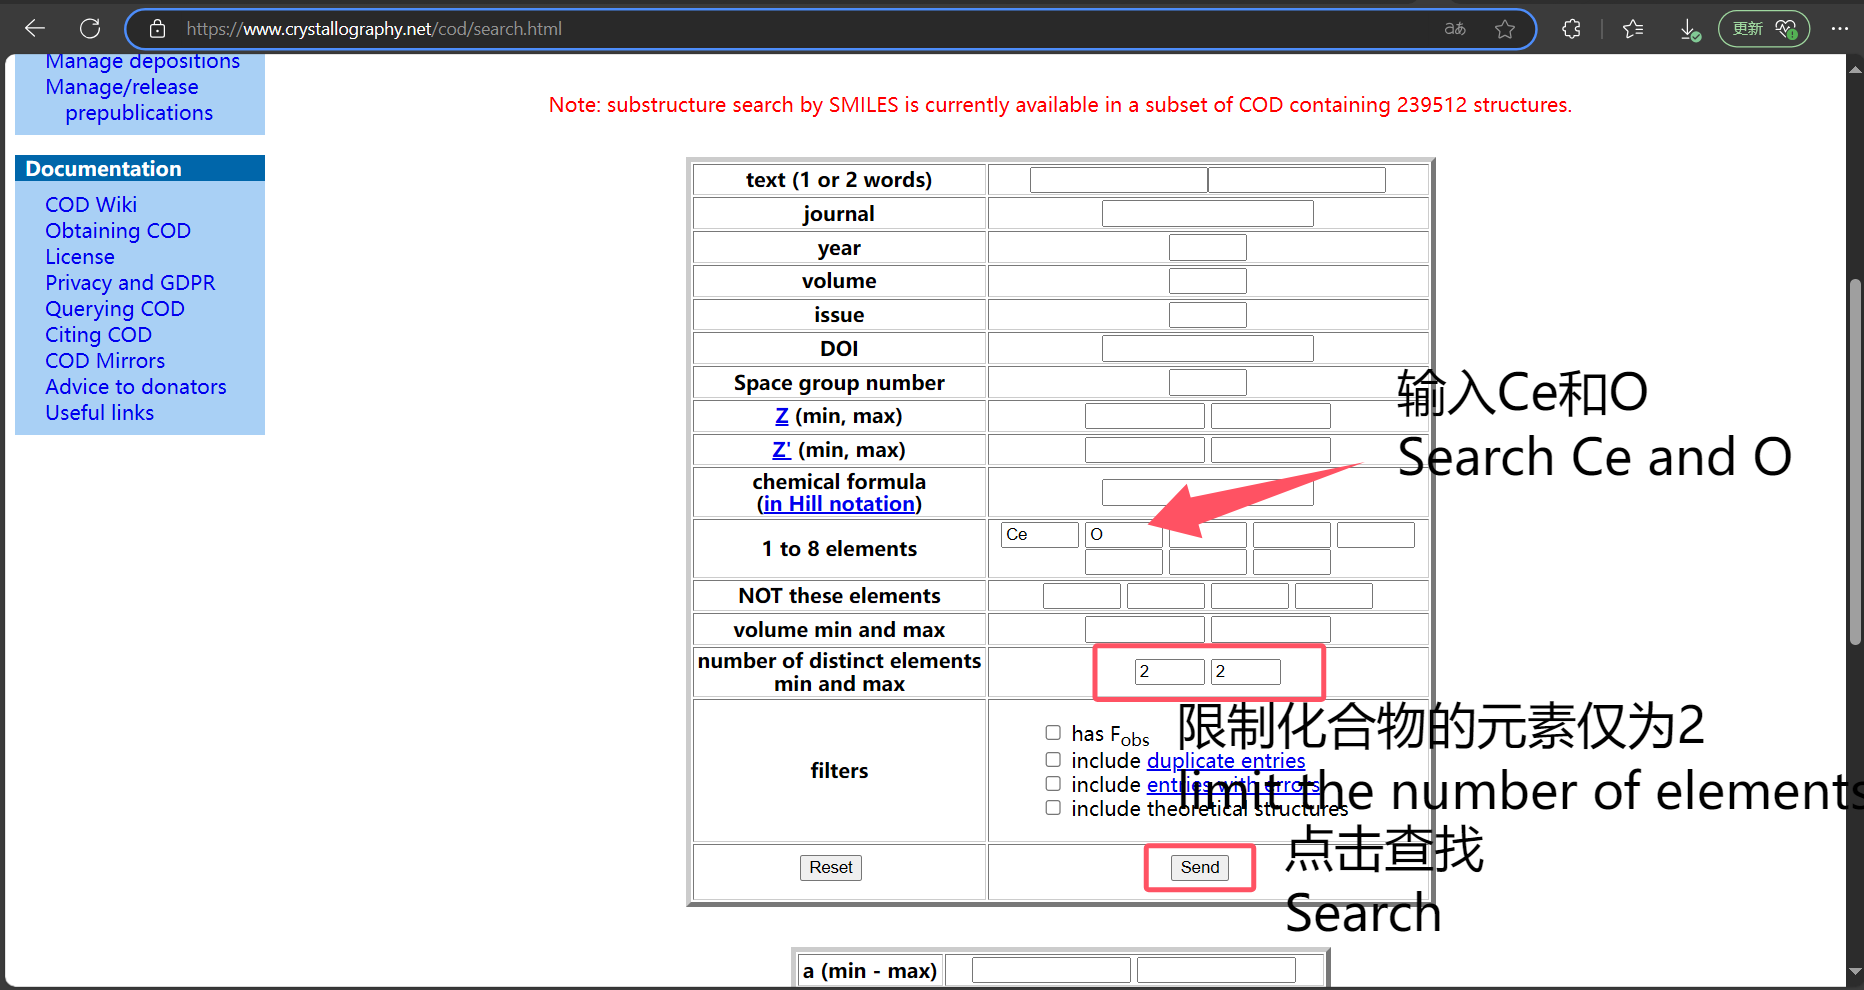 https://www.crystallography.net/cod/search.html
aあ
更新
Manage depositions
Manage/release
prepublications
Documentation
COD Wiki
Obtaining COD
License
Privacy and GDPR
Querying COD
Citing COD
COD Mirrors
Advice to donators
Useful links
Note: substructure search by SMILES is currently available in a subset of COD containing 239512 structures.
text (1 or 2 words)
journal
year
volume
issue
DOI
Space group number
Z (min, max)
Z' (min, max)
chemical formula
(in Hill notation)
1 to 8 elements
Ce O
NOT these elements
volume min and max
number of distinct elements
min and max
2 2
filters
has Fobs
include duplicate entries
include entries with errors
include theoretical structures
Reset
Send
a (min - max)
输入Ce和O
Search Ce and O
限制化合物的元素仅为2
limit the number of elements
点击查找
Search